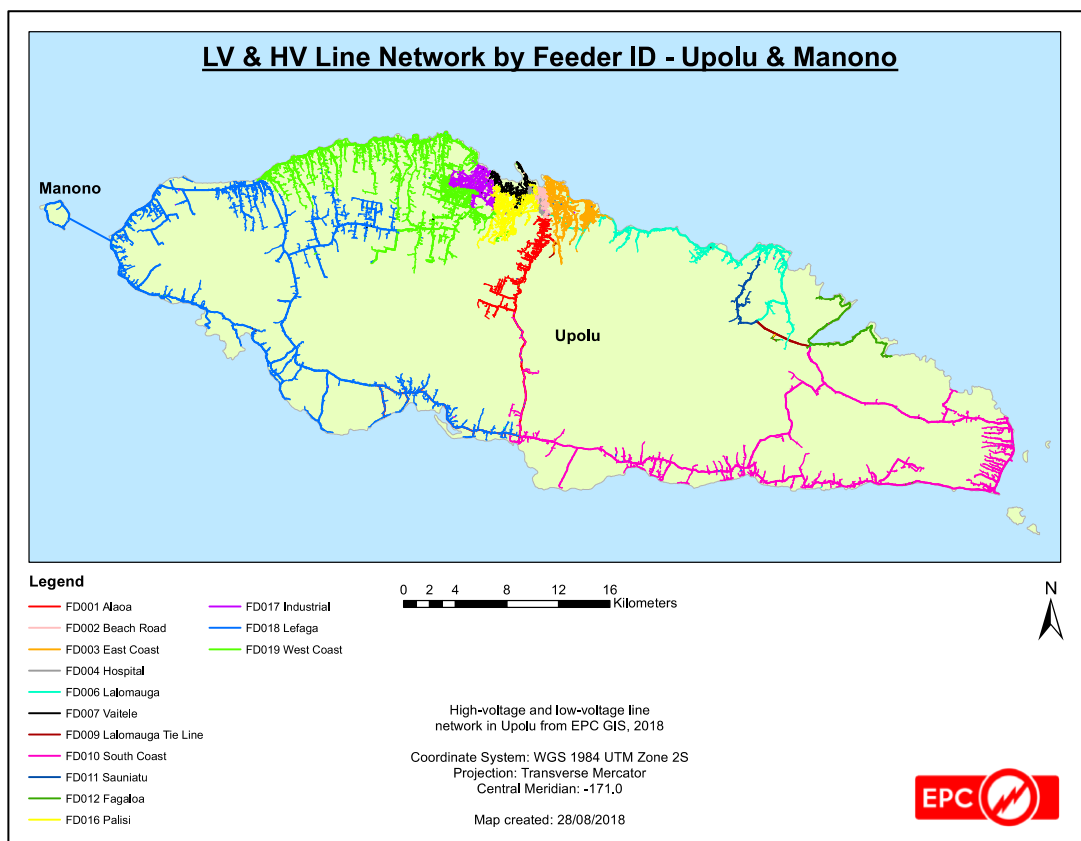 LV & HV Line Network by Feeder ID - Upolu & Manono
Manono
Upolu
Legend
FD001 Alaoa
FD002 Beach Road
FD003 East Coast
FD004 Hospital
FD006 Lalomauga
FD007 Vaitele
FD009 Lalomauga Tie Line
FD010 South Coast
FD011 Sauniatu
FD012 Fagaloa
FD016 Palisi
FD017 Industrial
FD018 Lefaga
FD019 West Coast
0 2 4 8 12 16
Kilometers
N
High-voltage and low-voltage line
network in Upolu from EPC GIS, 2018
Coordinate System: WGS 1984 UTM Zone 2S
Projection: Transverse Mercator
Central Meridian: -171.0
Map created: 28/08/2018
EPC